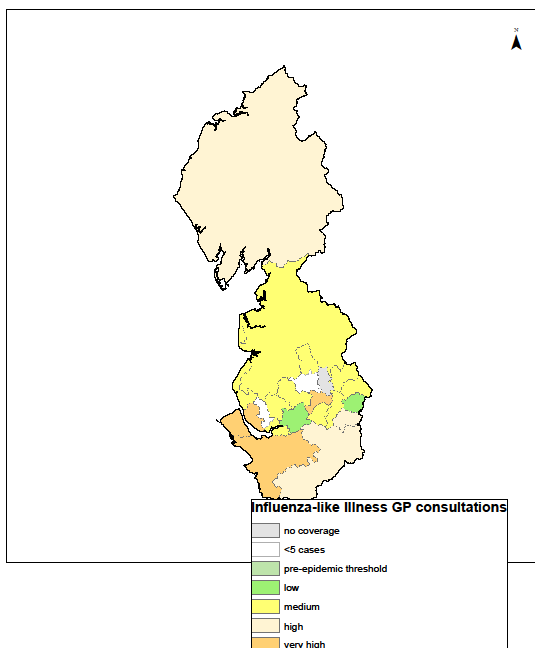 N
Influenza-like Illness GP consultations
no coverage
<5 cases
pre-epidemic threshold
low
medium
high
very high